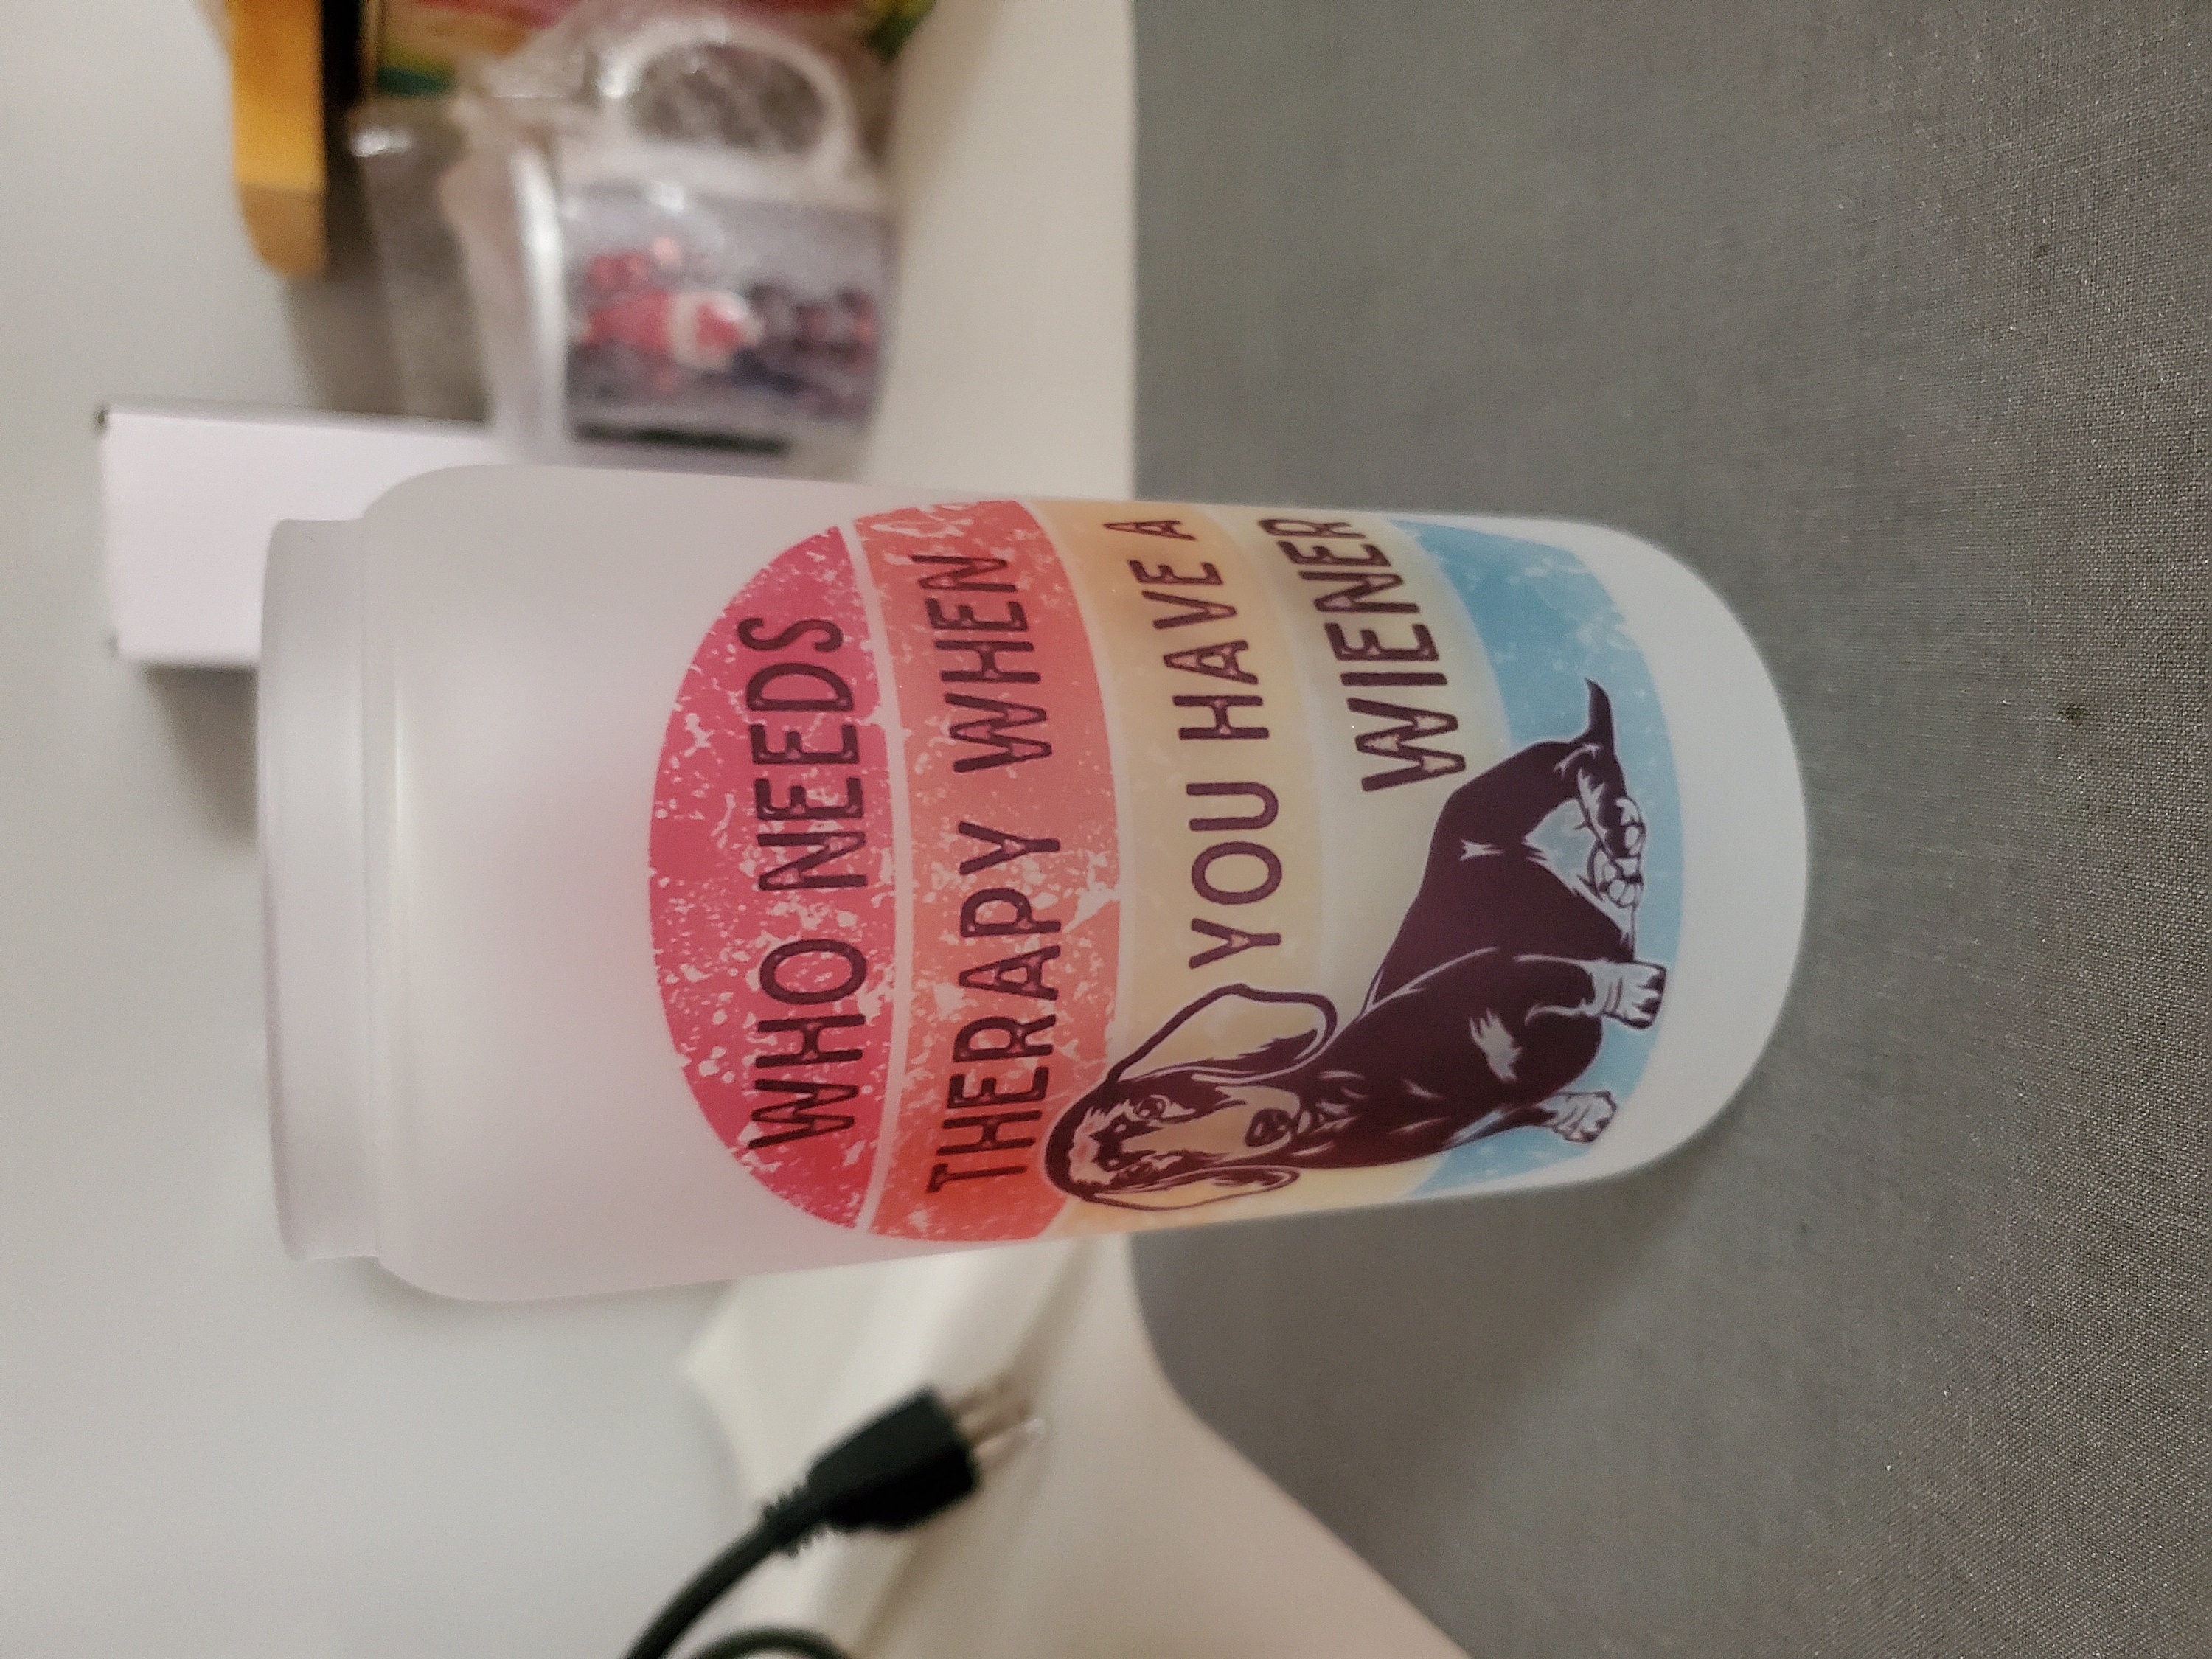 WHO NEEDS
THERAPY WHEN
YOU HAVE A
WIENER